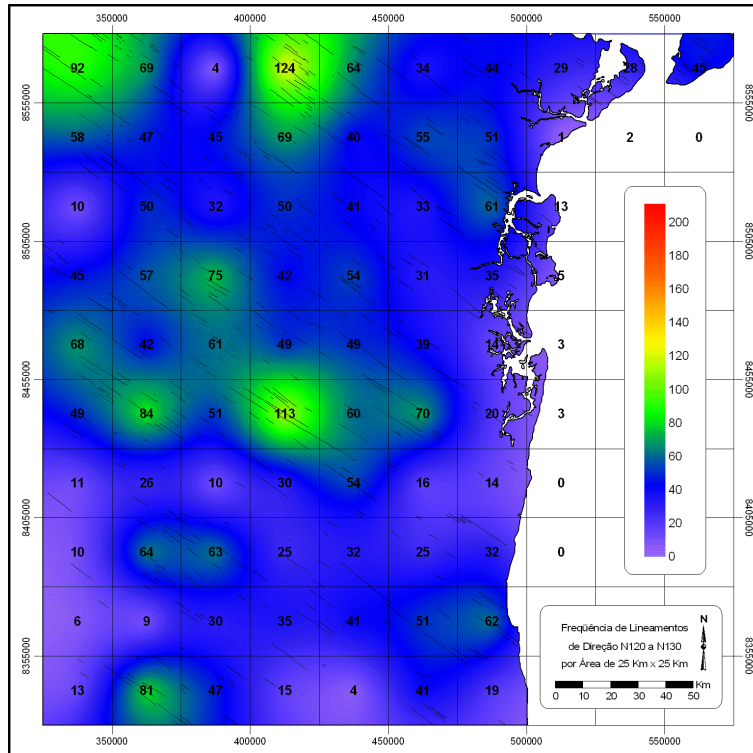 350000 400000 450000 500000 550000
92 69 4 124 64 34 44 29 28 45
8555000 8555000
58 47 45 69 40 55 51 1 2 0
10 50 32 50 41 33 61 13
8505000 8505000
45 57 75 42 54 31 35 5
68 42 61 49 49 39 14 3
8455000 8455000
49 84 51 113 60 70 20 3
11 26 10 30 54 16 14 0
8405000 8405000
10 64 63 25 32 25 32 0
6 9 30 35 41 51 62
8355000 8355000
13 81 47 15 4 41 19
350000 400000 450000 500000 550000
200
180
160
140
120
100
80
60
40
20
0
Freqüência de Lineamentos
de Direção N120 a N130
por Área de 25 Km x 25 Km
N
0 10 20 30 40 50 Km